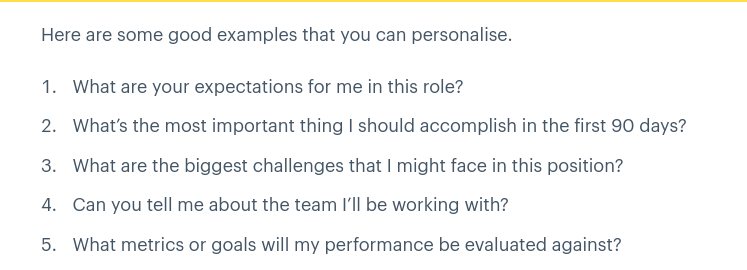 Here are some good examples that you can personalise.
1. What are your expectations for me in this role?
2. What’s the most important thing I should accomplish in the first 90 days?
3. What are the biggest challenges that I might face in this position?
4. Can you tell me about the team I’ll be working with?
5. What metrics or goals will my performance be evaluated against?